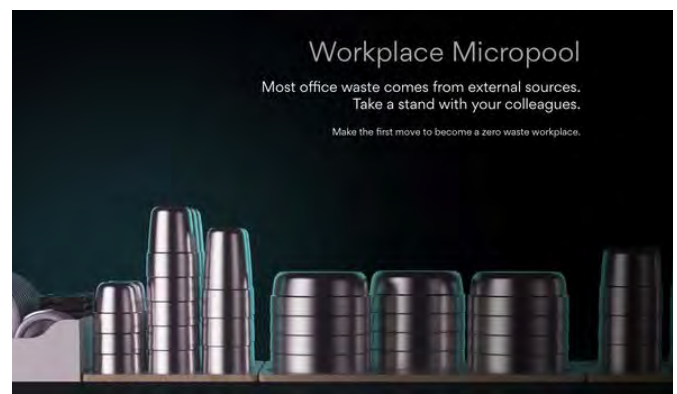 Workplace Micropool
Most office waste comes from external sources.
Take a stand with your colleagues.
Make the first move to become a zero waste workplace.